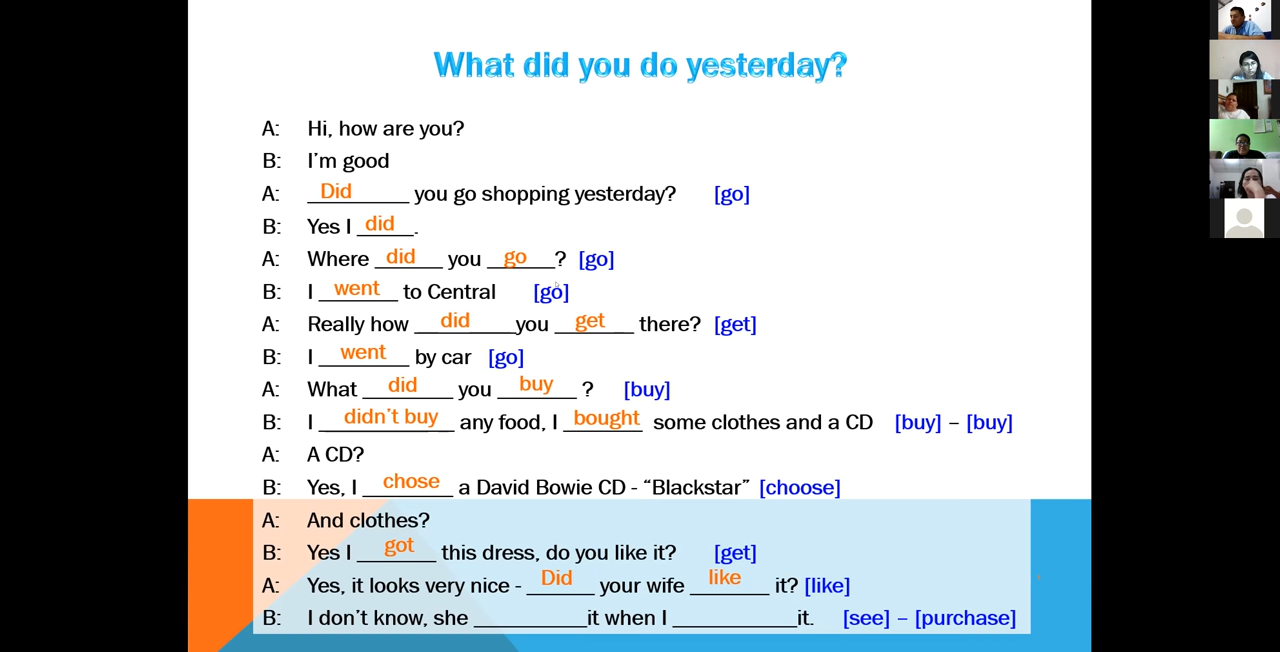 What did you do yesterday?
A: Hi, how are you?
B: I'm good
A: Did you go shopping yesterday? [go]
B: Yes I did.
A: Where did you go? [go]
B: I went to Central [go]
A: Really how did you get there? [get]
B: I went by car [go]
A: What did you buy ? [buy]
B: I didn't buy any food, I bought some clothes and a CD [buy] – [buy]
A: A CD?
B: Yes, I chose a David Bowie CD - “Blackstar” [choose]
A: And clothes?
B: Yes I got this dress, do you like it? [get]
A: Yes, it looks very nice - Did your wife like it? [like]
B: I don't know, she ___________it when I ____________it. [see] – [purchase]